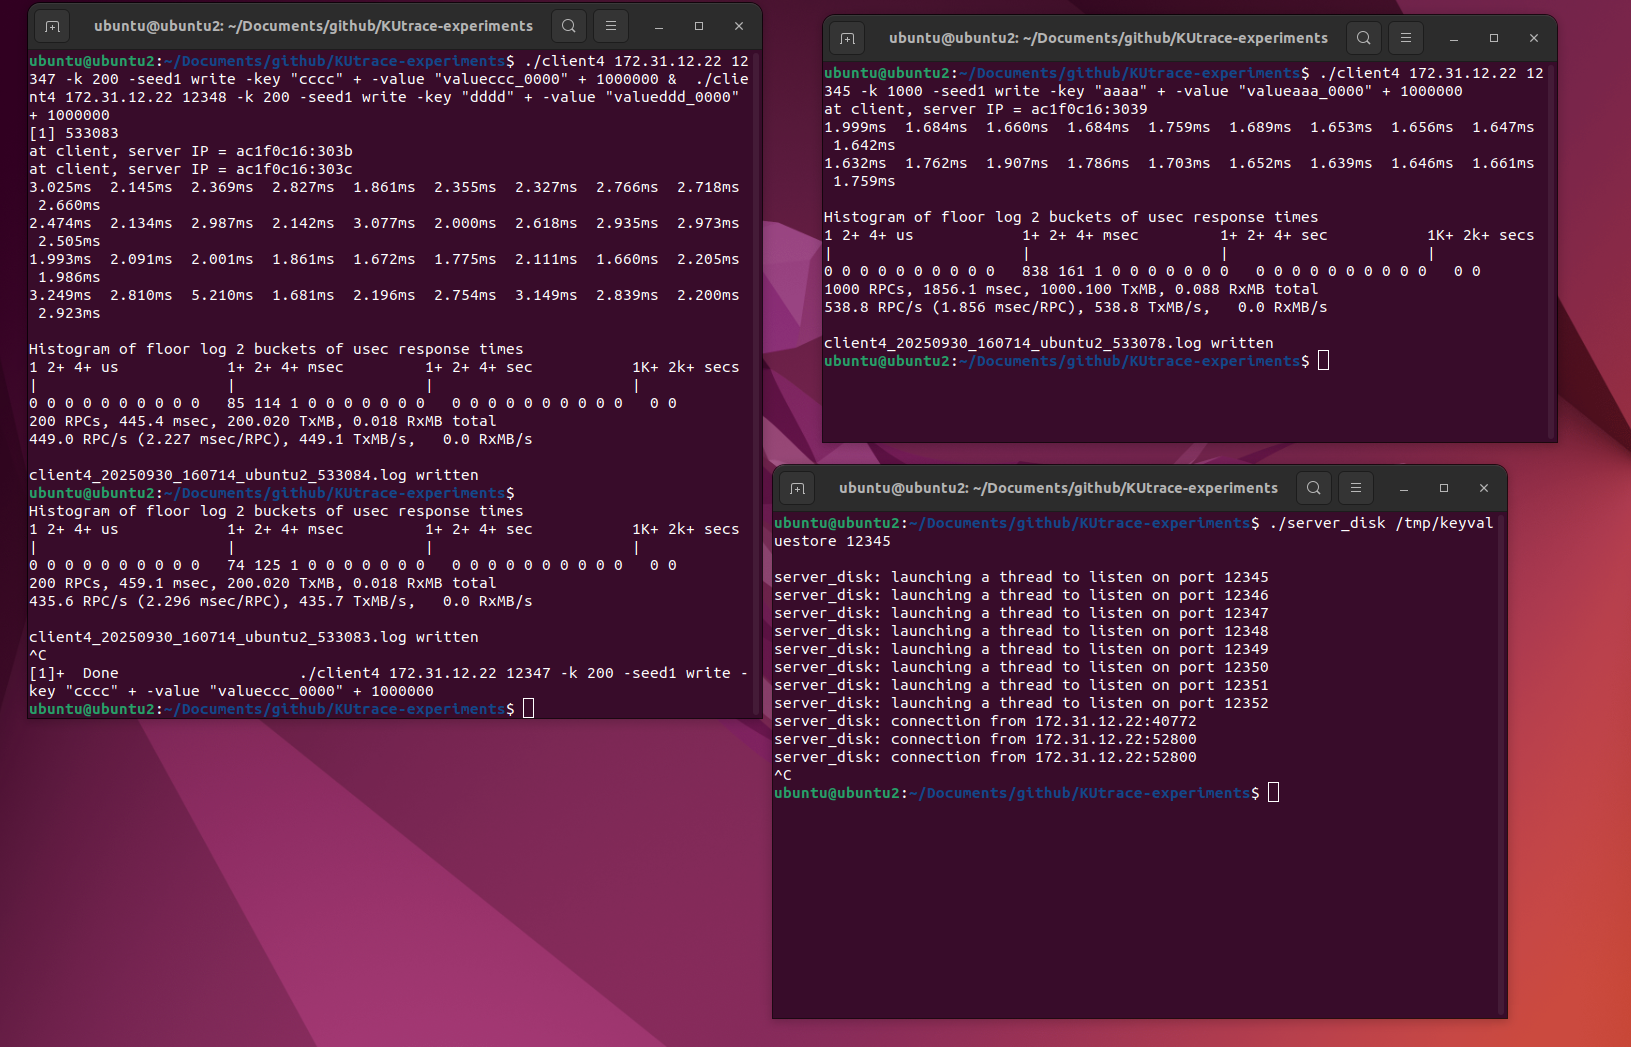 ubuntu@ubuntu2: ~/Documents/github/KUtrace-experiments
ubuntu@ubuntu2:~/Documents/github/KUtrace-experiments$ ./client4 172.31.12.22 12
347 -k 200 -seed1 write -key "cccc" + -value "valueccc_0000" + 1000000 &  ./clie
nt4 172.31.12.22 12348 -k 200 -seed1 write -key "dddd" + -value "valueddd_0000"
+ 1000000
[1] 533083
at client, server IP = ac1f0c16:303b
at client, server IP = ac1f0c16:303c
3.025ms  2.145ms  2.369ms  2.827ms  1.861ms  2.355ms  2.327ms  2.766ms  2.718ms
 2.660ms
2.474ms  2.134ms  2.987ms  2.142ms  3.077ms  2.000ms  2.618ms  2.935ms  2.973ms
 2.505ms
1.993ms  2.091ms  2.001ms  1.861ms  1.672ms  1.775ms  2.111ms  1.660ms  2.205ms
 1.986ms
3.249ms  2.810ms  5.210ms  1.681ms  2.196ms  2.754ms  3.149ms  2.839ms  2.200ms
 2.923ms
Histogram of floor log 2 buckets of usec response times
1 2+ 4+ us            1+ 2+ 4+ msec         1+ 2+ 4+ sec           1K+ 2k+ secs
|                     |                     |                      |
0 0 0 0 0 0 0 0 0 0   85 114 1 0 0 0 0 0 0 0   0 0 0 0 0 0 0 0 0 0   0 0
200 RPCs, 445.4 msec, 200.020 TxMB, 0.018 RxMB total
449.0 RPC/s (2.227 msec/RPC), 449.1 TxMB/s,   0.0 RxMB/s
client4_20250930_160714_ubuntu2_533084.log written
ubuntu@ubuntu2:~/Documents/github/KUtrace-experiments$
Histogram of floor log 2 buckets of usec response times
1 2+ 4+ us            1+ 2+ 4+ msec         1+ 2+ 4+ sec           1K+ 2k+ secs
|                     |                     |                      |
0 0 0 0 0 0 0 0 0 0   74 125 1 0 0 0 0 0 0 0   0 0 0 0 0 0 0 0 0 0   0 0
200 RPCs, 459.1 msec, 200.020 TxMB, 0.018 RxMB total
435.6 RPC/s (2.296 msec/RPC), 435.7 TxMB/s,   0.0 RxMB/s
client4_20250930_160714_ubuntu2_533083.log written
^C
[1]+  Done                    ./client4 172.31.12.22 12347 -k 200 -seed1 write -
key "cccc" + -value "valueccc_0000" + 1000000
ubuntu@ubuntu2:~/Documents/github/KUtrace-experiments$
ubuntu@ubuntu2: ~/Documents/github/KUtrace-experiments
ubuntu@ubuntu2:~/Documents/github/KUtrace-experiments$ ./client4 172.31.12.22 12
345 -k 1000 -seed1 write -key "aaaa" + -value "valueaaa_0000" + 1000000
at client, server IP = ac1f0c16:3039
1.999ms  1.684ms  1.660ms  1.684ms  1.759ms  1.689ms  1.653ms  1.656ms  1.647ms
 1.642ms
1.632ms  1.762ms  1.907ms  1.786ms  1.703ms  1.652ms  1.639ms  1.646ms  1.661ms
 1.759ms
Histogram of floor log 2 buckets of usec response times
1 2+ 4+ us            1+ 2+ 4+ msec         1+ 2+ 4+ sec           1K+ 2k+ secs
|                     |                     |                      |
0 0 0 0 0 0 0 0 0 0   838 161 1 0 0 0 0 0 0 0   0 0 0 0 0 0 0 0 0 0   0 0
1000 RPCs, 1856.1 msec, 1000.100 TxMB, 0.088 RxMB total
538.8 RPC/s (1.856 msec/RPC), 538.8 TxMB/s,   0.0 RxMB/s
client4_20250930_160714_ubuntu2_533078.log written
ubuntu@ubuntu2:~/Documents/github/KUtrace-experiments$
ubuntu@ubuntu2: ~/Documents/github/KUtrace-experiments
ubuntu@ubuntu2:~/Documents/github/KUtrace-experiments$ ./server_disk /tmp/keyval
uestore 12345
server_disk: launching a thread to listen on port 12345
server_disk: launching a thread to listen on port 12346
server_disk: launching a thread to listen on port 12347
server_disk: launching a thread to listen on port 12348
server_disk: launching a thread to listen on port 12349
server_disk: launching a thread to listen on port 12350
server_disk: launching a thread to listen on port 12351
server_disk: launching a thread to listen on port 12352
server_disk: connection from 172.31.12.22:40772
server_disk: connection from 172.31.12.22:52800
server_disk: connection from 172.31.12.22:52800
^C
ubuntu@ubuntu2:~/Documents/github/KUtrace-experiments$